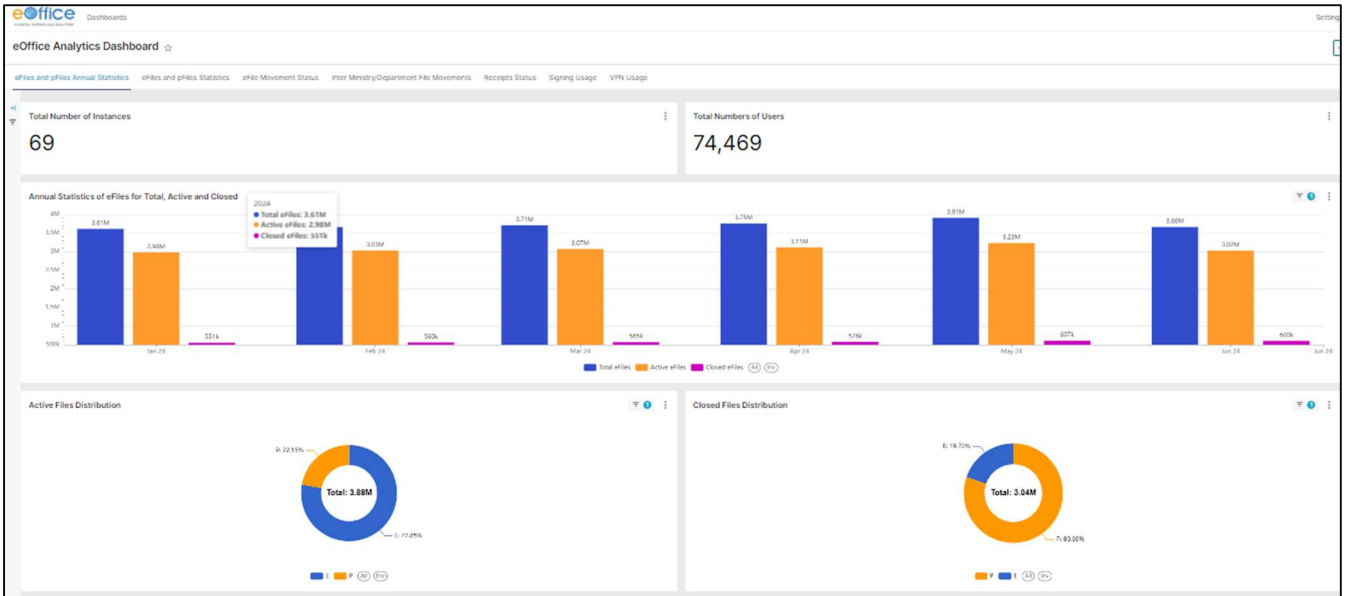 eOffice
A DIGITAL WORKPLACE SOLUTION
Dashboards
Setting
eOffice Analytics Dashboard
eFiles and pFiles Annual Statistics eFiles and pFiles Statistics eFile Movement Status Inter Ministry/Department File Movements Receipts Status Signing Usage VPN Usage
Total Number of Instances
69
Total Numbers of Users
74,469
Annual Statistics of eFiles for Total, Active and Closed
1
2024
Total eFiles: 3.61M
Active eFiles: 2.98M
Closed eFiles: 551k
4M
3.5M
3M
2.5M
2M
1.5M
1M
500k
3.61M 2.98M 551k
3.03M 560k
3.71M 3.07M 565k
3.75M 3.11M 576k
3.91M 3.23M 607k
3.66M 3.02M 600k
Jan 24 Feb 24 Mar 24 Apr 24 May 24 Jun 24 Jun 24
Total eFiles Active eFiles Closed eFiles All Inv
Active Files Distribution
1
P: 22.15%
Total: 3.88M
E: 77.85%
E P All Inv
Closed Files Distribution
1
E: 19.70%
Total: 3.04M
P: 80.30%
P E All Inv